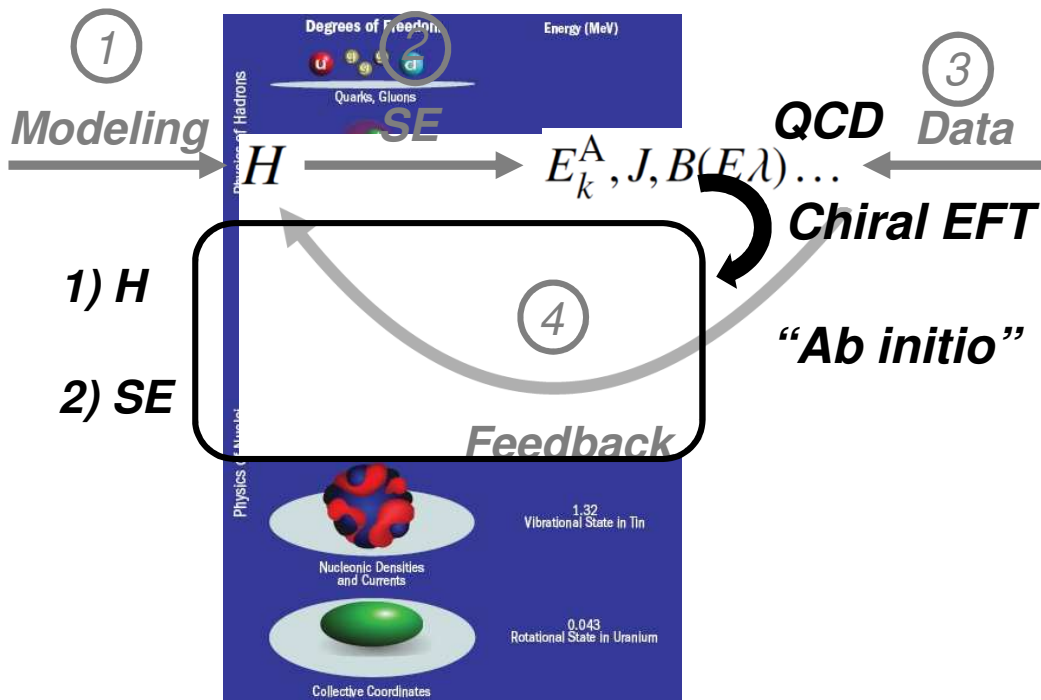 1
Modeling
Degrees of Freedom
Energy (MeV)
2
SE
u
g
g
g
d
Quarks, Gluons
Physics of Hadrons
3
QCD
Data
H
E_k^A, J, B(Eλ)...
Chiral EFT
1) H
4
“Ab initio”
2) SE
Feedback
Physics of Nuclei
1.32
Vibrational State in Tin
Nucleonic Densities
and Currents
0.043
Rotational State in Uranium
Collective Coordinates